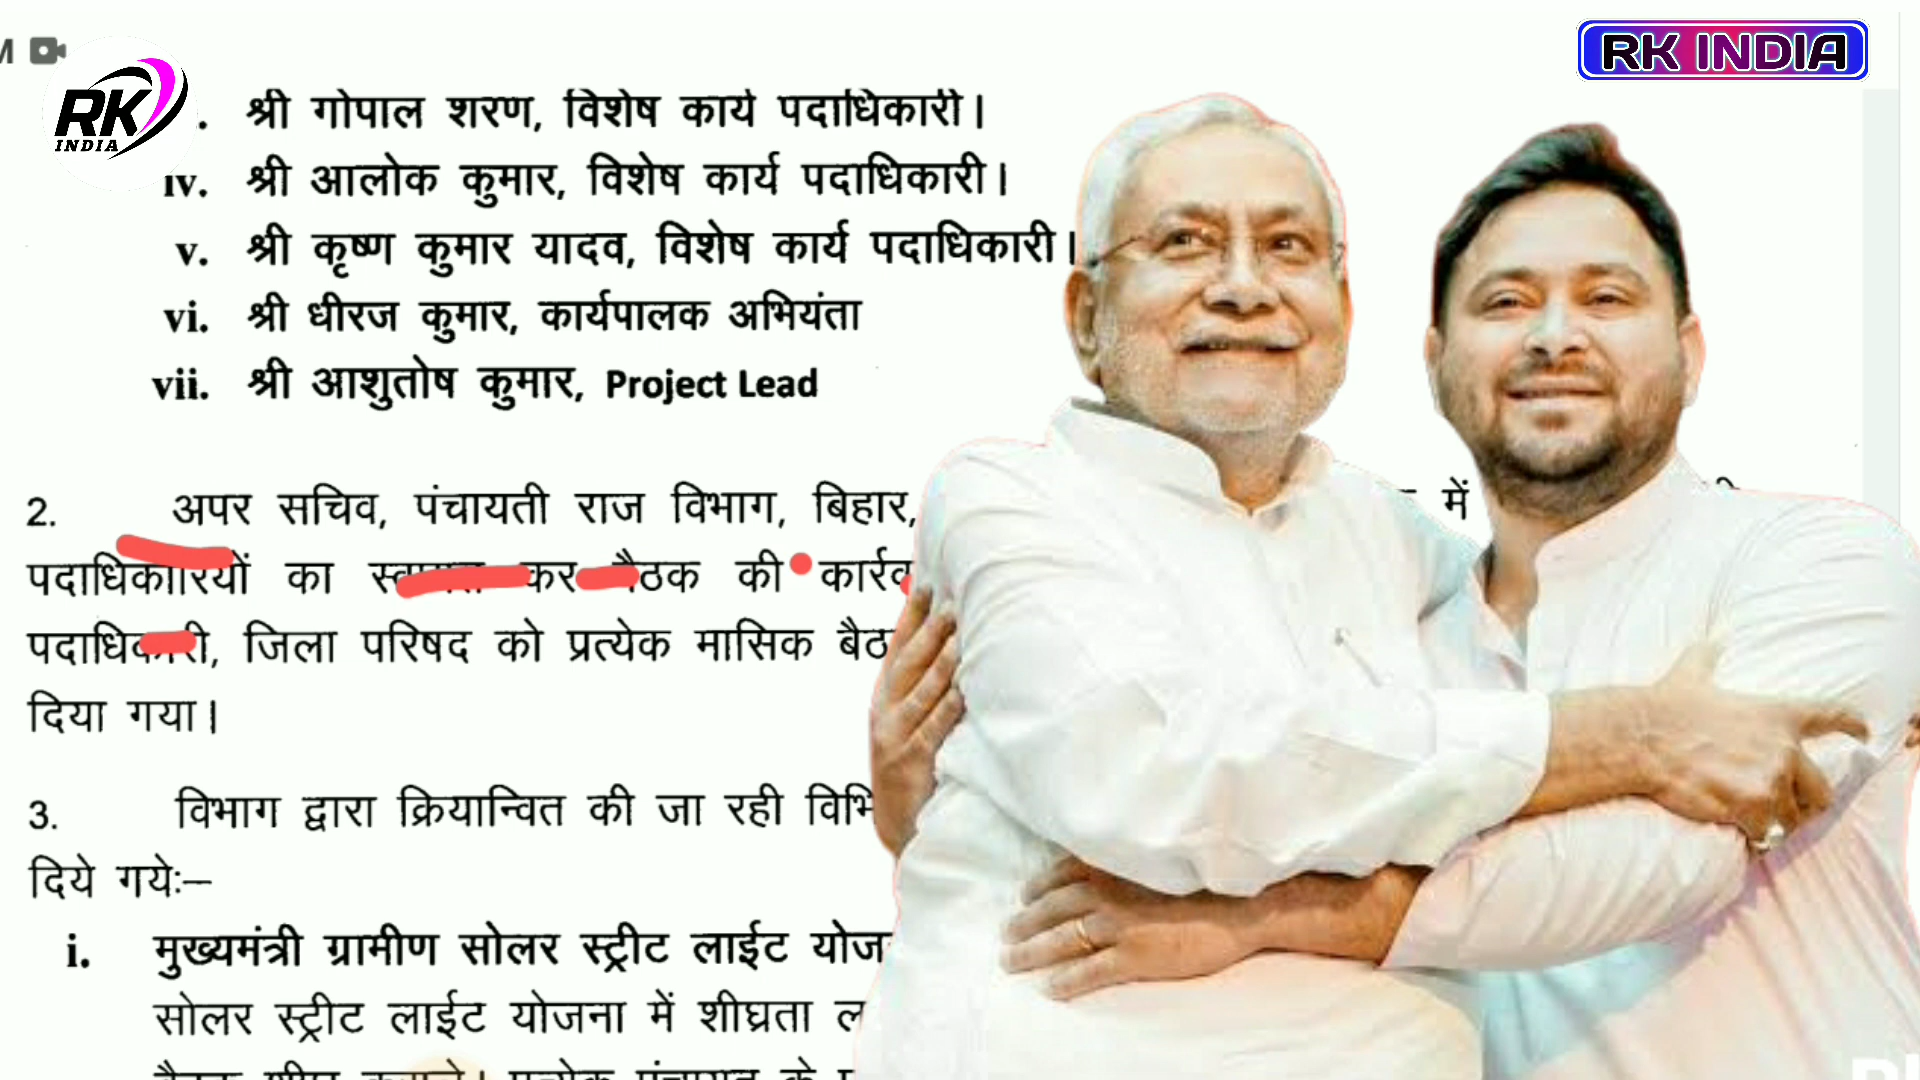 M
RK INDIA
RK
INDIA
. श्री गोपाल शरण, विशेष कार्य पदाधिकारी।
iv. श्री आलोक कुमार, विशेष कार्य पदाधिकारी।
v. श्री कृष्ण कुमार यादव, विशेष कार्य पदाधिकारी।
vi. श्री धीरज कुमार, कार्यपालक अभियंता
vii. श्री आशुतोष कुमार, Project Lead
2. अपर सचिव, पंचायती राज विभाग, बिहार, में
पदाधिकारियों का कर बैठक की
पदाधिकारी, जिला परिषद को प्रत्येक मासिक
दिया गया।
3. विभाग द्वारा क्रियान्वित की जा रही
दिये गये:–
i. मुख्यमंत्री ग्रामीण सोलर स्ट्रीट लाईट
सोलर स्ट्रीट लाईट योजना में शीघ्रता